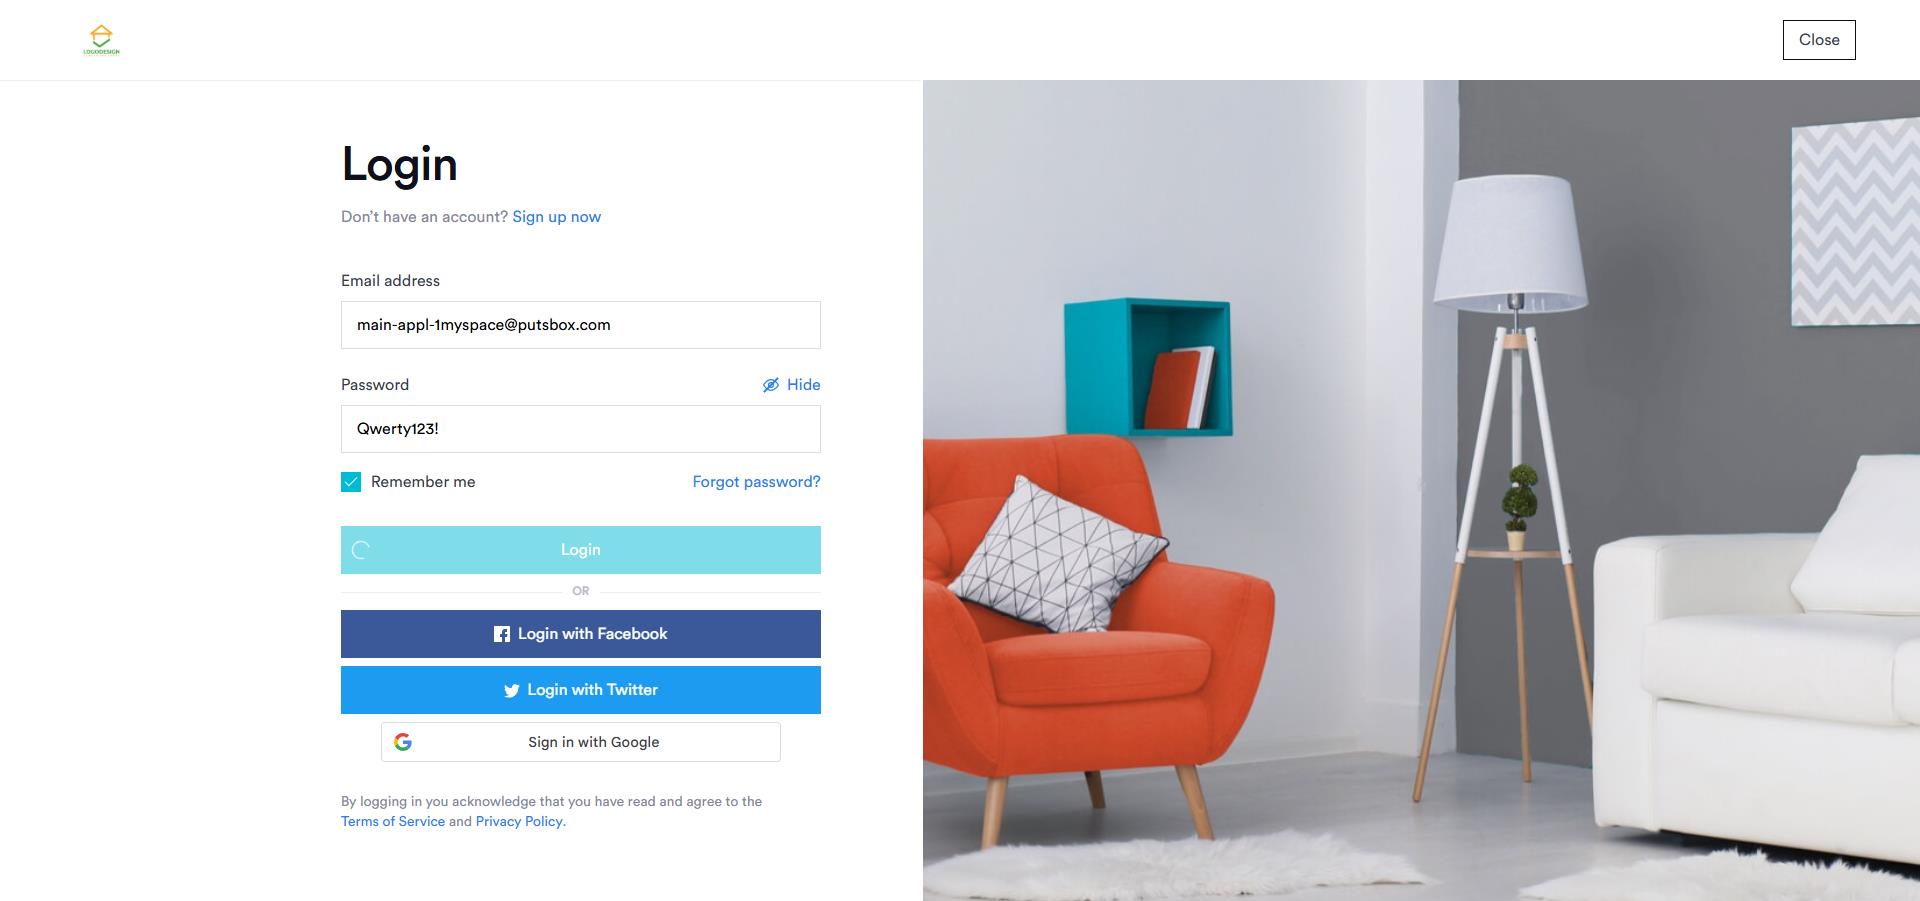 LOGODESIGN
Close
Login
Don't have an account? Sign up now
Email address
main-appl-1myspace@putsbox.com
Password
Hide
Qwerty123!
Remember me
Forgot password?
Login
OR
Login with Facebook
Login with Twitter
Sign in with Google
By logging in you acknowledge that you have read and agree to the
Terms of Service and Privacy Policy.